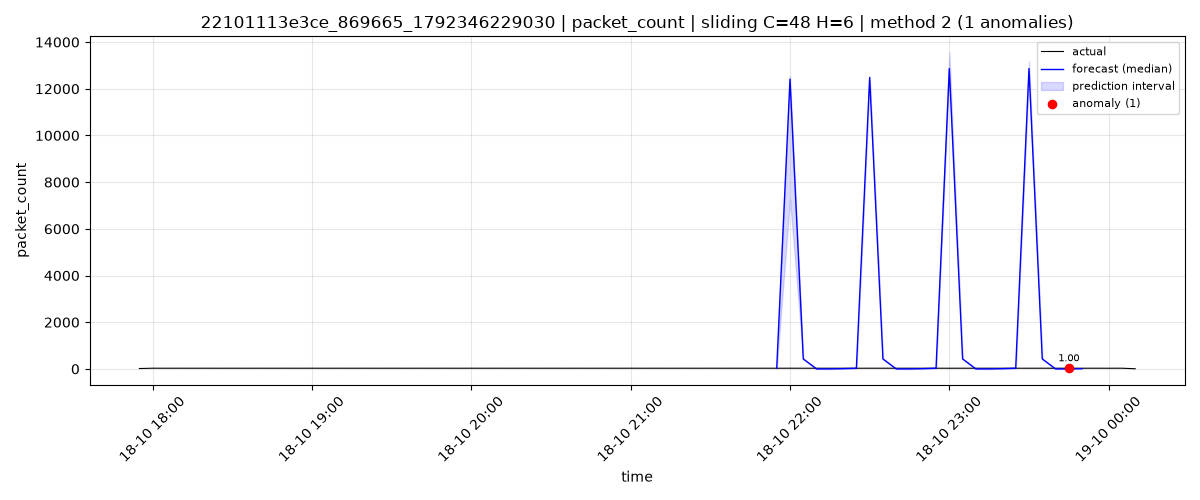 22101113e3ce_869665_1792346229030 | packet_count | sliding C=48 H=6 | method 2 (1 anomalies)
14000
12000
10000
8000
6000
4000
2000
0
packet_count
actual
forecast (median)
prediction interval
anomaly (1)
1.00
18-10 18:00
18-10 19:00
18-10 20:00
18-10 21:00
18-10 22:00
18-10 23:00
19-10 00:00
time